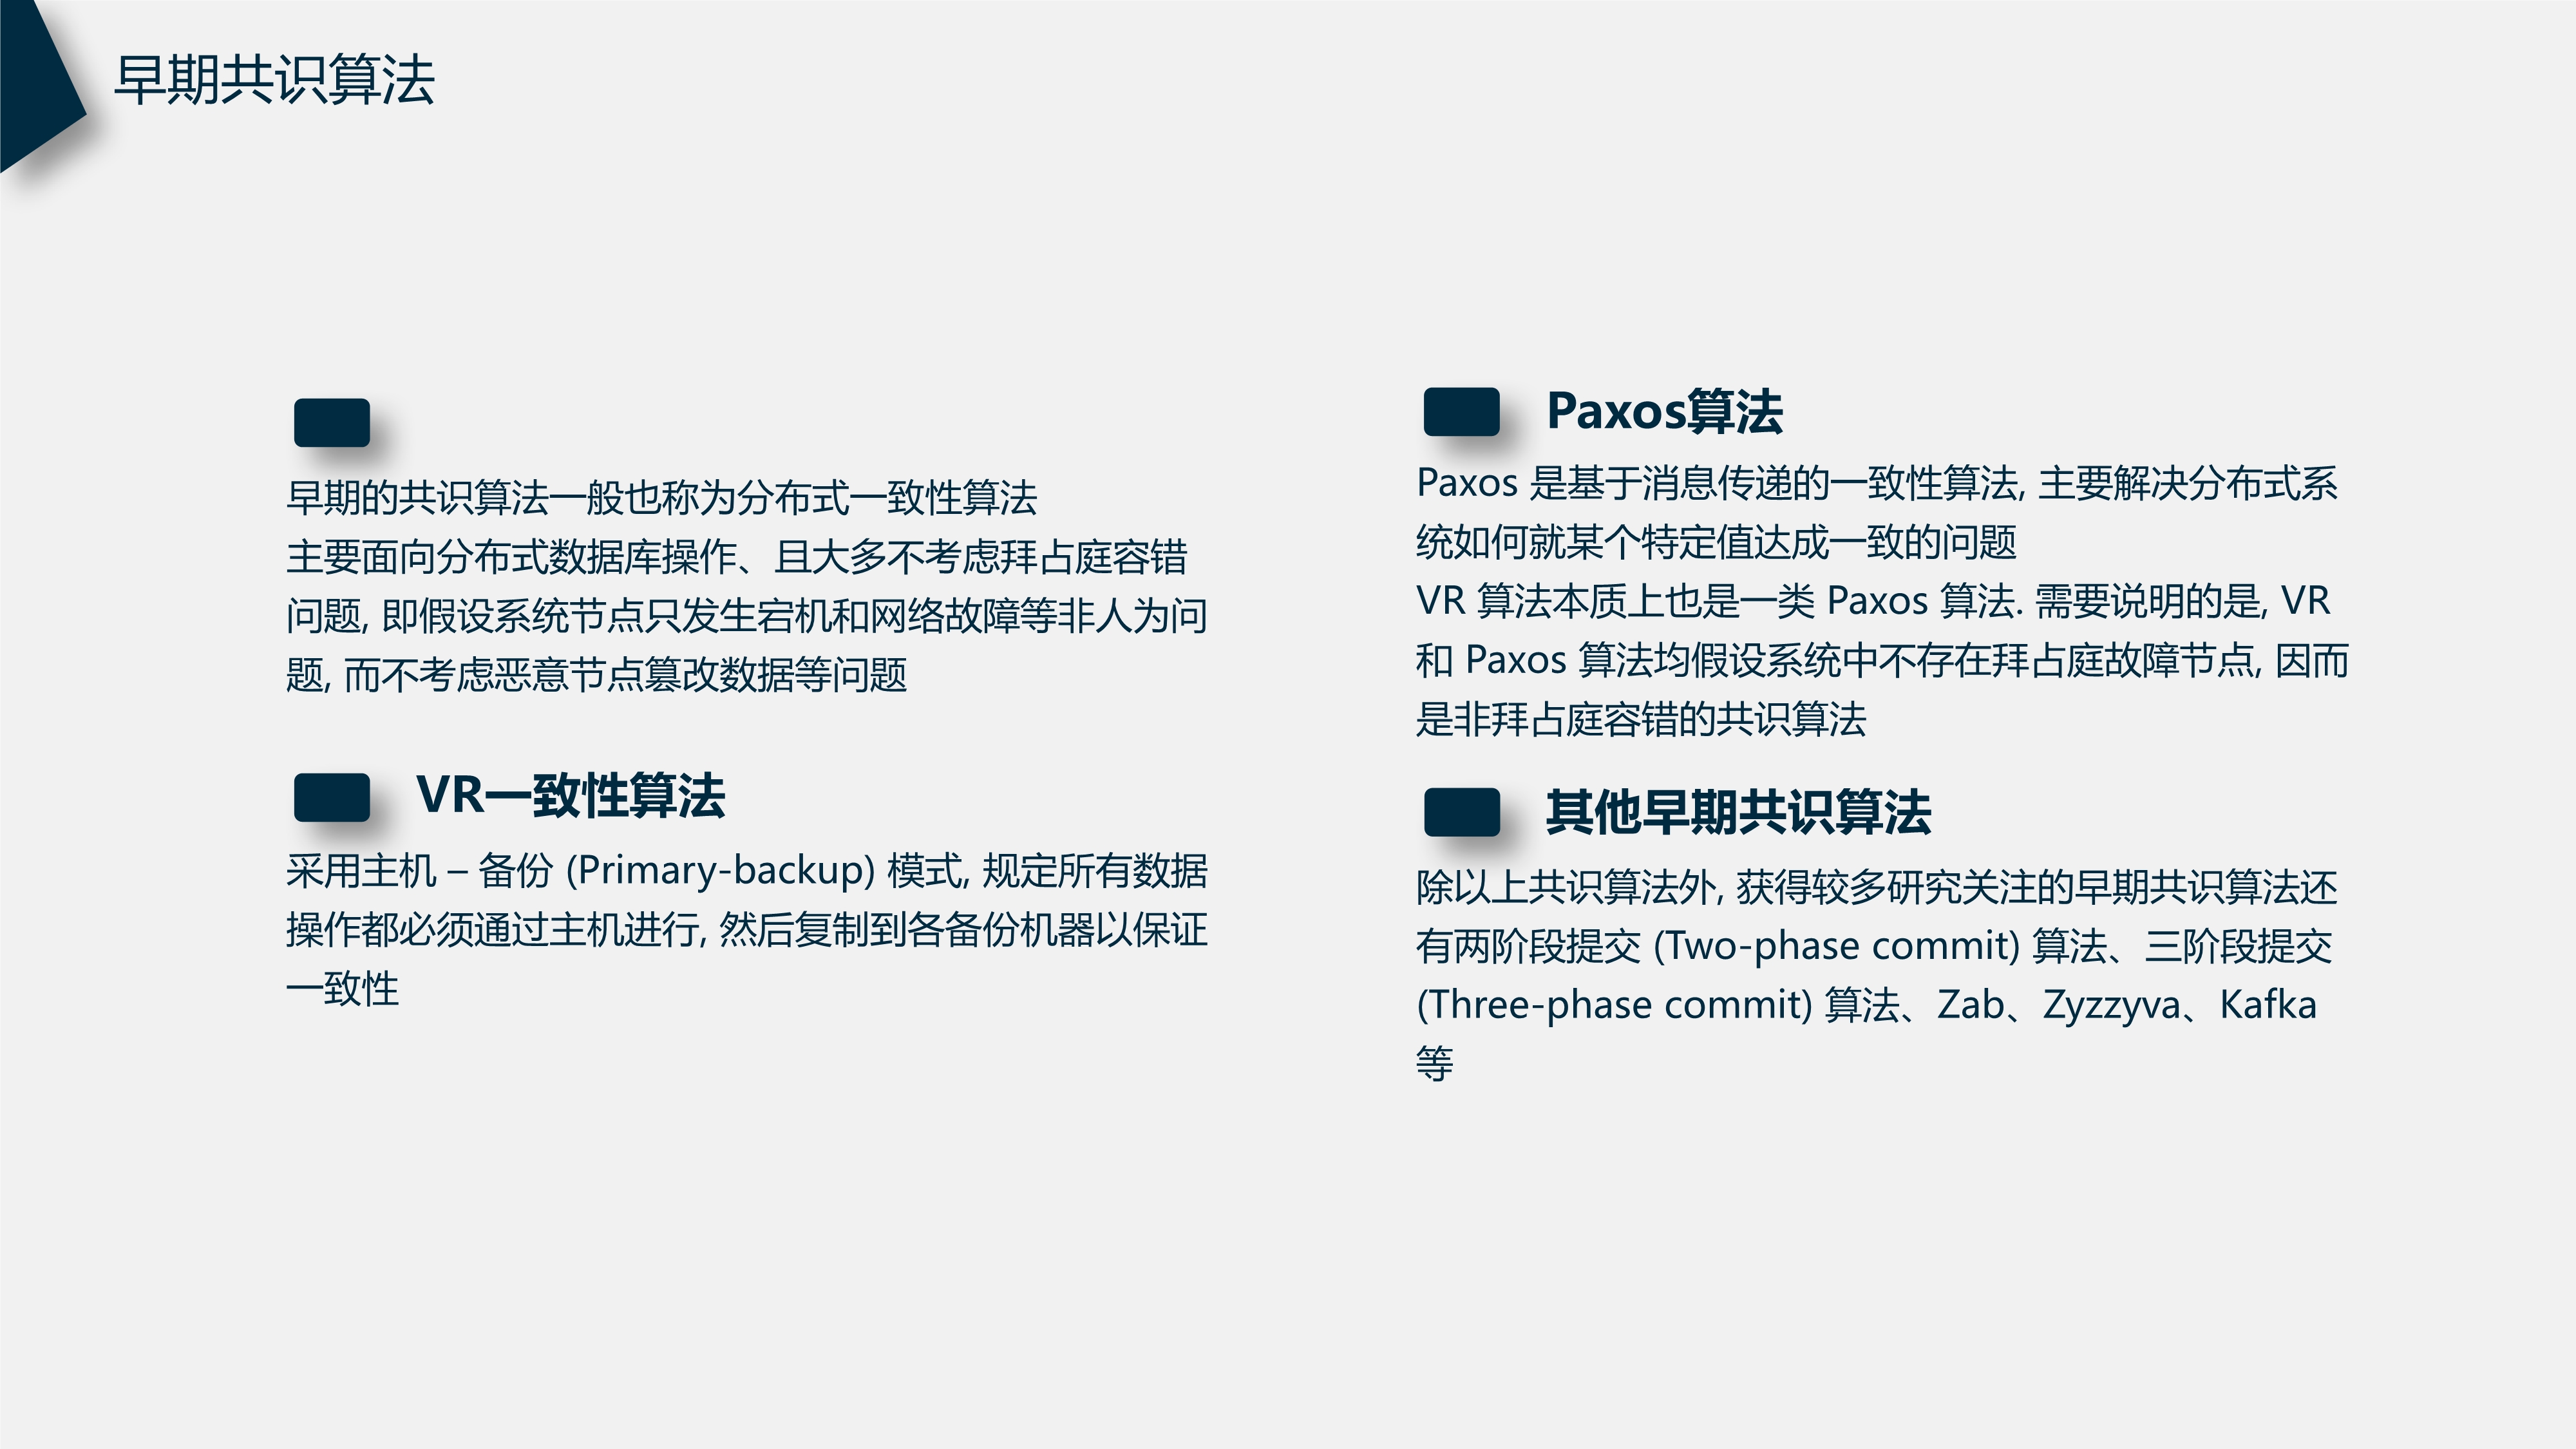 早期共识算法
早期的共识算法一般也称为分布式一致性算法
主要面向分布式数据库操作、且大多不考虑拜占庭容错
问题, 即假设系统节点只发生宕机和网络故障等非人为问
题, 而不考虑恶意节点篡改数据等问题
VR一致性算法
采用主机 – 备份 (Primary-backup) 模式, 规定所有数据
操作都必须通过主机进行, 然后复制到各备份机器以保证
一致性
Paxos算法
Paxos 是基于消息传递的一致性算法, 主要解决分布式系
统如何就某个特定值达成一致的问题
VR 算法本质上也是一类 Paxos 算法. 需要说明的是, VR
和 Paxos 算法均假设系统中不存在拜占庭故障节点, 因而
是非拜占庭容错的共识算法
其他早期共识算法
除以上共识算法外, 获得较多研究关注的早期共识算法还
有两阶段提交 (Two-phase commit) 算法、三阶段提交
(Three-phase commit) 算法、Zab、Zyzzyva、Kafka
等